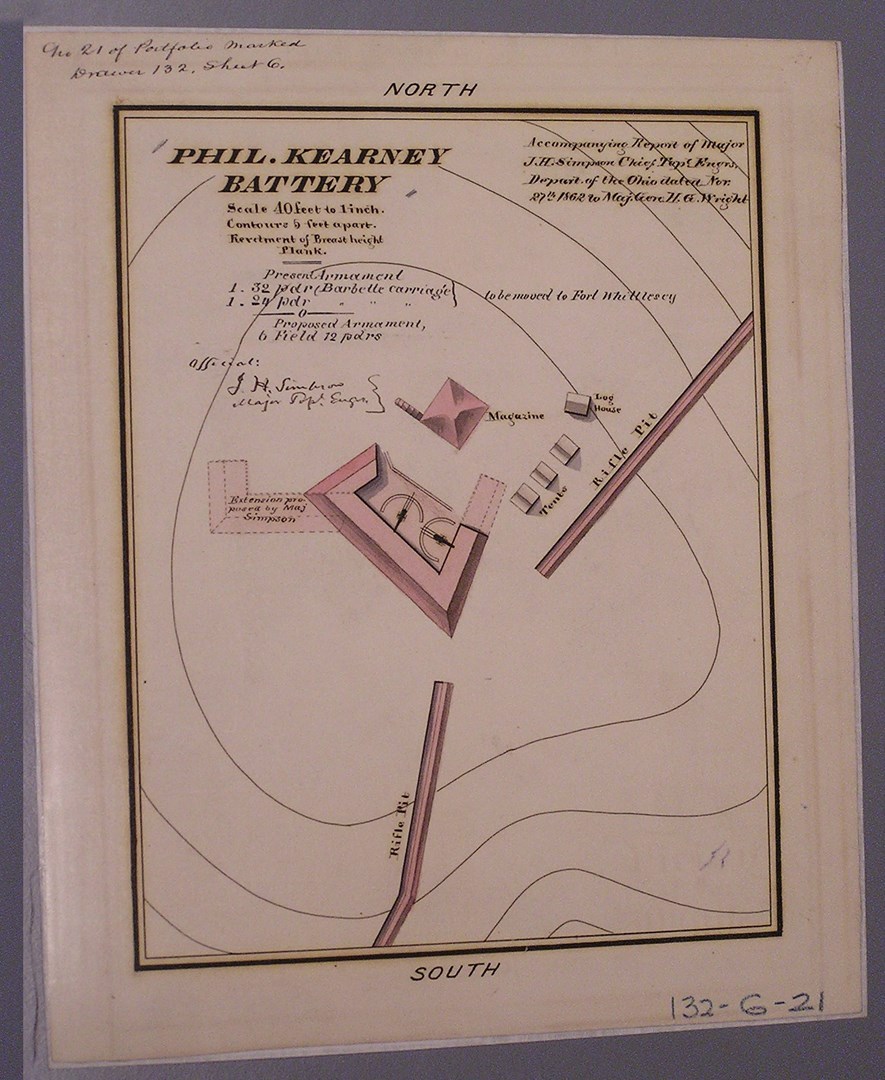 No 21 of Portfolio marked
Drawer 132, Sheet 6.
NORTH
PHIL. KEARNEY
BATTERY
Scale 40 feet to 1 inch.
Contours 5 feet apart.
Revetment of Breast height
Plank.
Accompanying Report of Major
J.H. Simpson Chief Topl. Engrs,
Depart. of the Ohio dated Nov.
27th 1862 to Maj. Genl. H. G. Wright
Present Armament
1. 32 pdr (Barbette carriage)
1. 24 pdr " " "
to be moved to Fort Whittlesey
0
Proposed Armament,
6 Field 12 pdrs
Official:
J. H. Simpson
Major Topl. Engrs.
Magazine
Log
House
Tents
Rifle Pit
Extension pro-
posed by Maj
Simpson
Rifle Pit
SOUTH
132-G-21